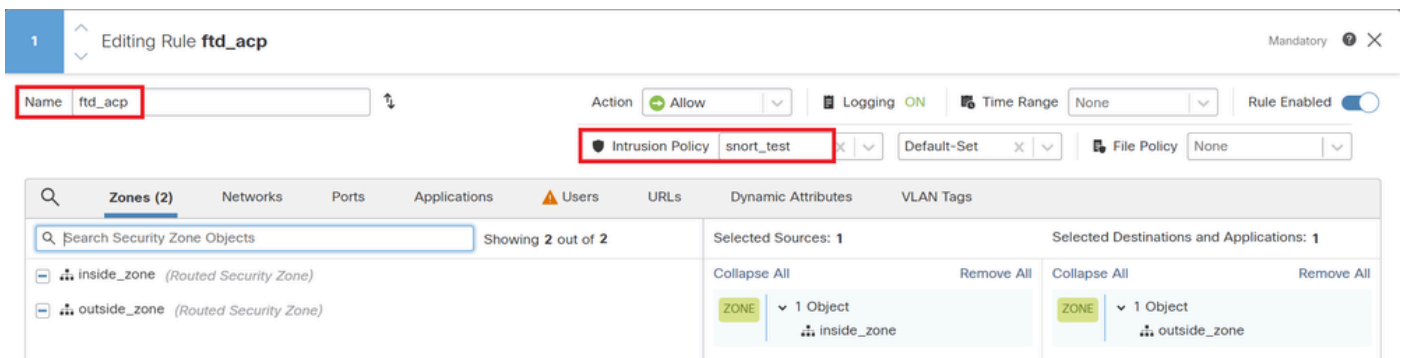 1 Editing Rule ftd_acp Mandatory ? X
Name ftd_acp Action Allow Logging ON Time Range None Rule Enabled
Intrusion Policy snort_test X Default-Set X File Policy None
Zones (2) Networks Ports Applications Users URLs Dynamic Attributes VLAN Tags
Search Security Zone Objects Showing 2 out of 2 Selected Sources: 1 Selected Destinations and Applications: 1
inside_zone (Routed Security Zone) Collapse All Remove All Collapse All Remove All
outside_zone (Routed Security Zone) ZONE 1 Object ZONE 1 Object
inside_zone outside_zone